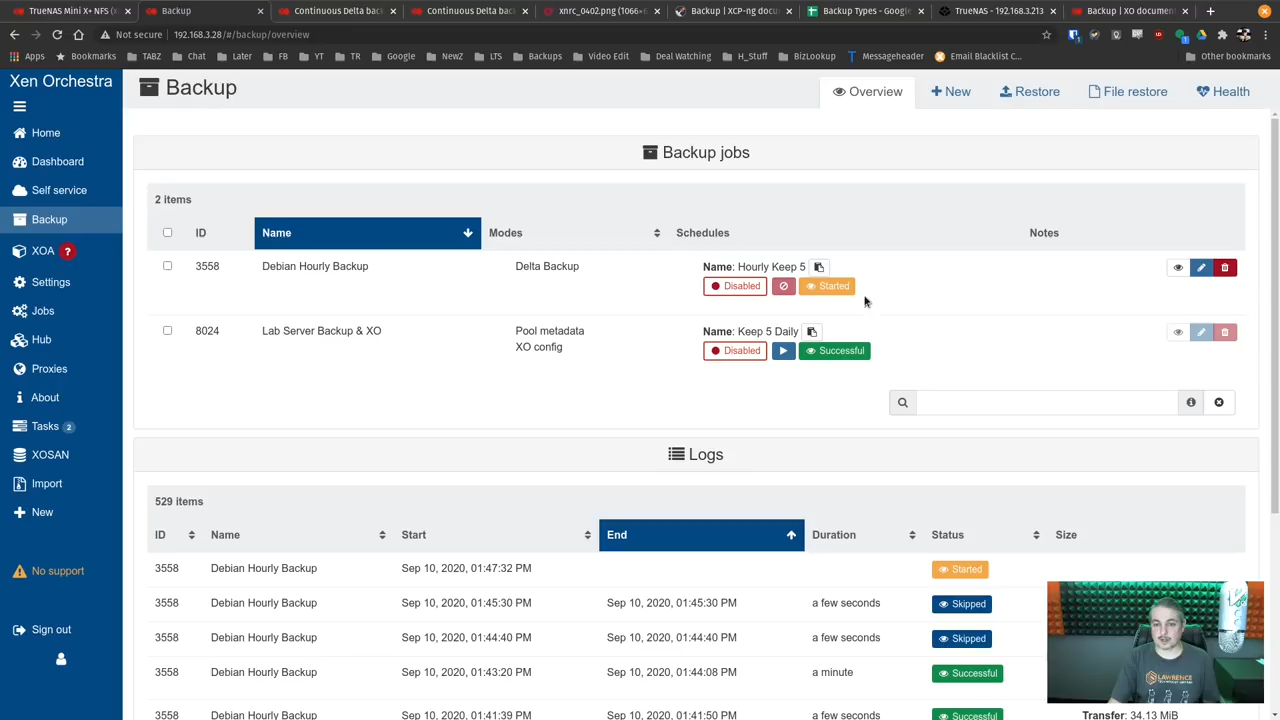 TrueNAS Mini X+ NFS (x
Backup
Continuous Delta back
Continuous Delta back
xnrc_0402.png (1066×
Backup | XCP-ng docu
Backup Types - Google
TrueNAS - 192.168.3.213
Backup | XO document
Not secure
192.168.3.28/#/backup/overview
Apps
Bookmarks
TABZ
Chat
Later
FB
YT
TR
Google
NewZ
LTS
Backups
Video Edit
Deal Watching
H_Stuff
BizLookup
Messageheader
Email Blacklist C...
Other bookmarks
Xen Orchestra
Home
Dashboard
Self service
Backup
XOA ?
Settings
Jobs
Hub
Proxies
About
Tasks 2
XOSAN
Import
New
No support
Sign out
Backup
Overview
New
Restore
File restore
Health
Backup jobs
2 items
ID Name Modes Schedules Notes
3558 Debian Hourly Backup Delta Backup Name: Hourly Keep 5
Disabled Started
8024 Lab Server Backup & XO Pool metadata Name: Keep 5 Daily
XO config Disabled Successful
Logs
529 items
ID Name Start End Duration Status Size
3558 Debian Hourly Backup Sep 10, 2020, 01:47:32 PM Started
3558 Debian Hourly Backup Sep 10, 2020, 01:45:30 PM Sep 10, 2020, 01:45:30 PM a few seconds Skipped
3558 Debian Hourly Backup Sep 10, 2020, 01:44:40 PM Sep 10, 2020, 01:44:40 PM a few seconds Skipped
3558 Debian Hourly Backup Sep 10, 2020, 01:43:20 PM Sep 10, 2020, 01:44:08 PM a minute Successful
3558 Debian Hourly Backup Sep 10, 2020, 01:41:39 PM Sep 10, 2020, 01:41:50 PM a few seconds Successful Transfer: 34.13 MiB
LAWRENCE